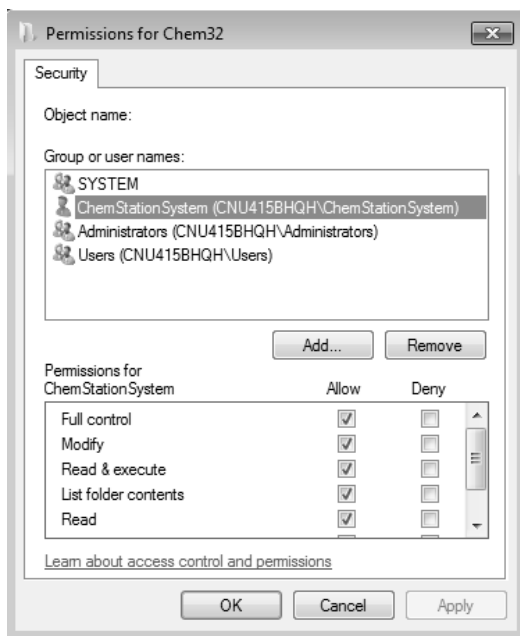 Permissions for Chem32
Security
Object name:
Group or user names:
SYSTEM
ChemStationSystem (CNU415BHQH\ChemStationSystem)
Administrators (CNU415BHQH\Administrators)
Users (CNU415BHQH\Users)
Add... Remove
Permissions for
ChemStationSystem Allow Deny
Full control
Modify
Read & execute
List folder contents
Read
Learn about access control and permissions
OK Cancel Apply